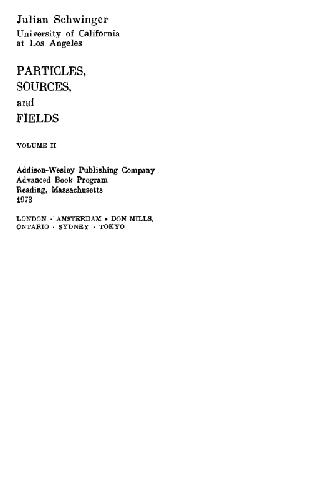 Julian Schwinger
University of California
at Los Angeles
PARTICLES,
SOURCES,
and
FIELDS
VOLUME II
Addison-Wesley Publishing Company
Advanced Book Program
Reading, Massachusetts
1973
LONDON · AMSTERDAM · DON MILLS,
ONTARIO · SYDNEY · TOKYO